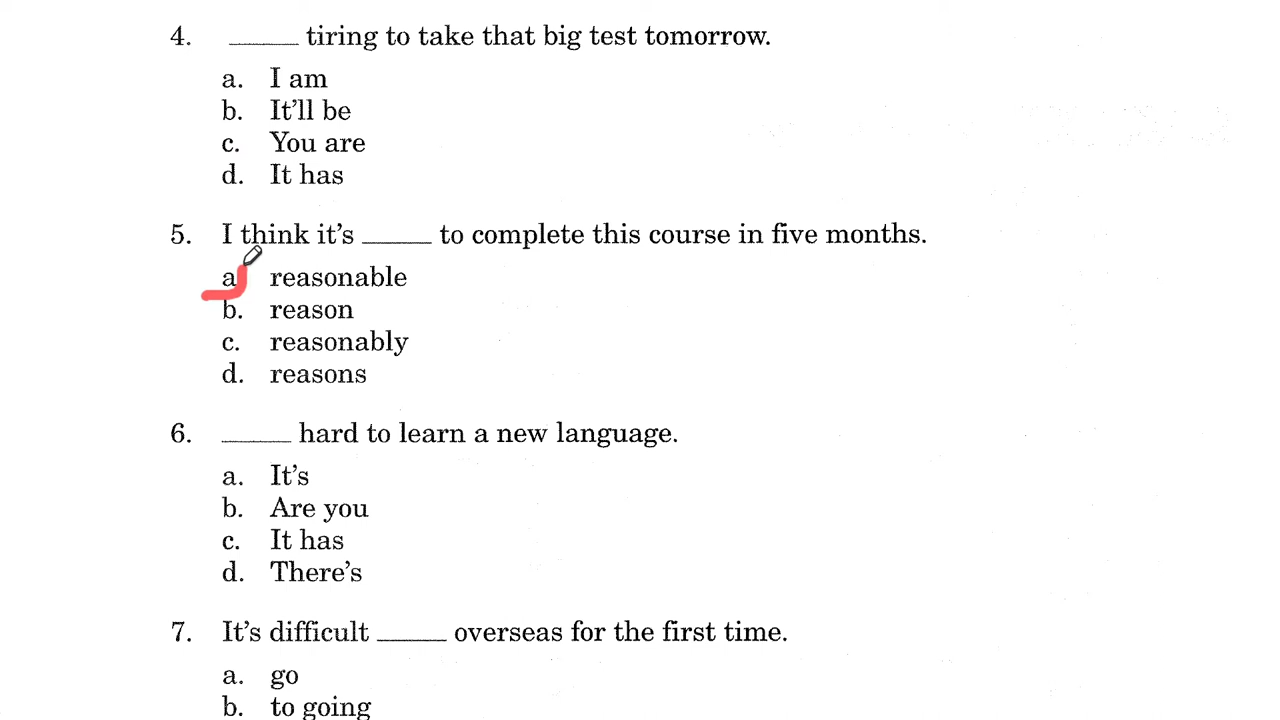 4. _____ tiring to take that big test tomorrow.
a. I am
b. It'll be
c. You are
d. It has
5. I think it's _____ to complete this course in five months.
a reasonable
b. reason
c. reasonably
d. reasons
6. _____ hard to learn a new language.
a. It's
b. Are you
c. It has
d. There's
7. It's difficult _____ overseas for the first time.
a. go
b. to going